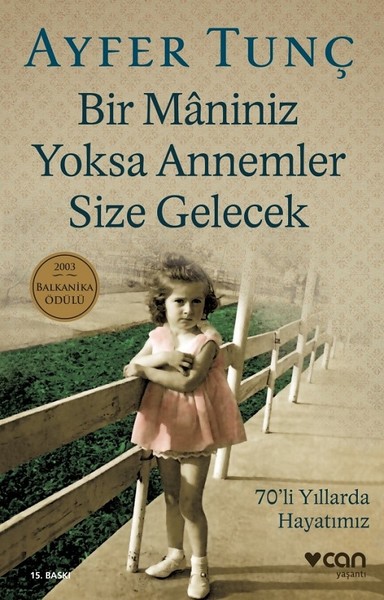 AYFER TUNÇ
Bir Mâniniz
Yoksa Annemler
Size Gelecek
2003
BALKANİKA
ÖDÜLÜ
70'li Yıllarda
Hayatımız
can
yaşantı
15. BASKI